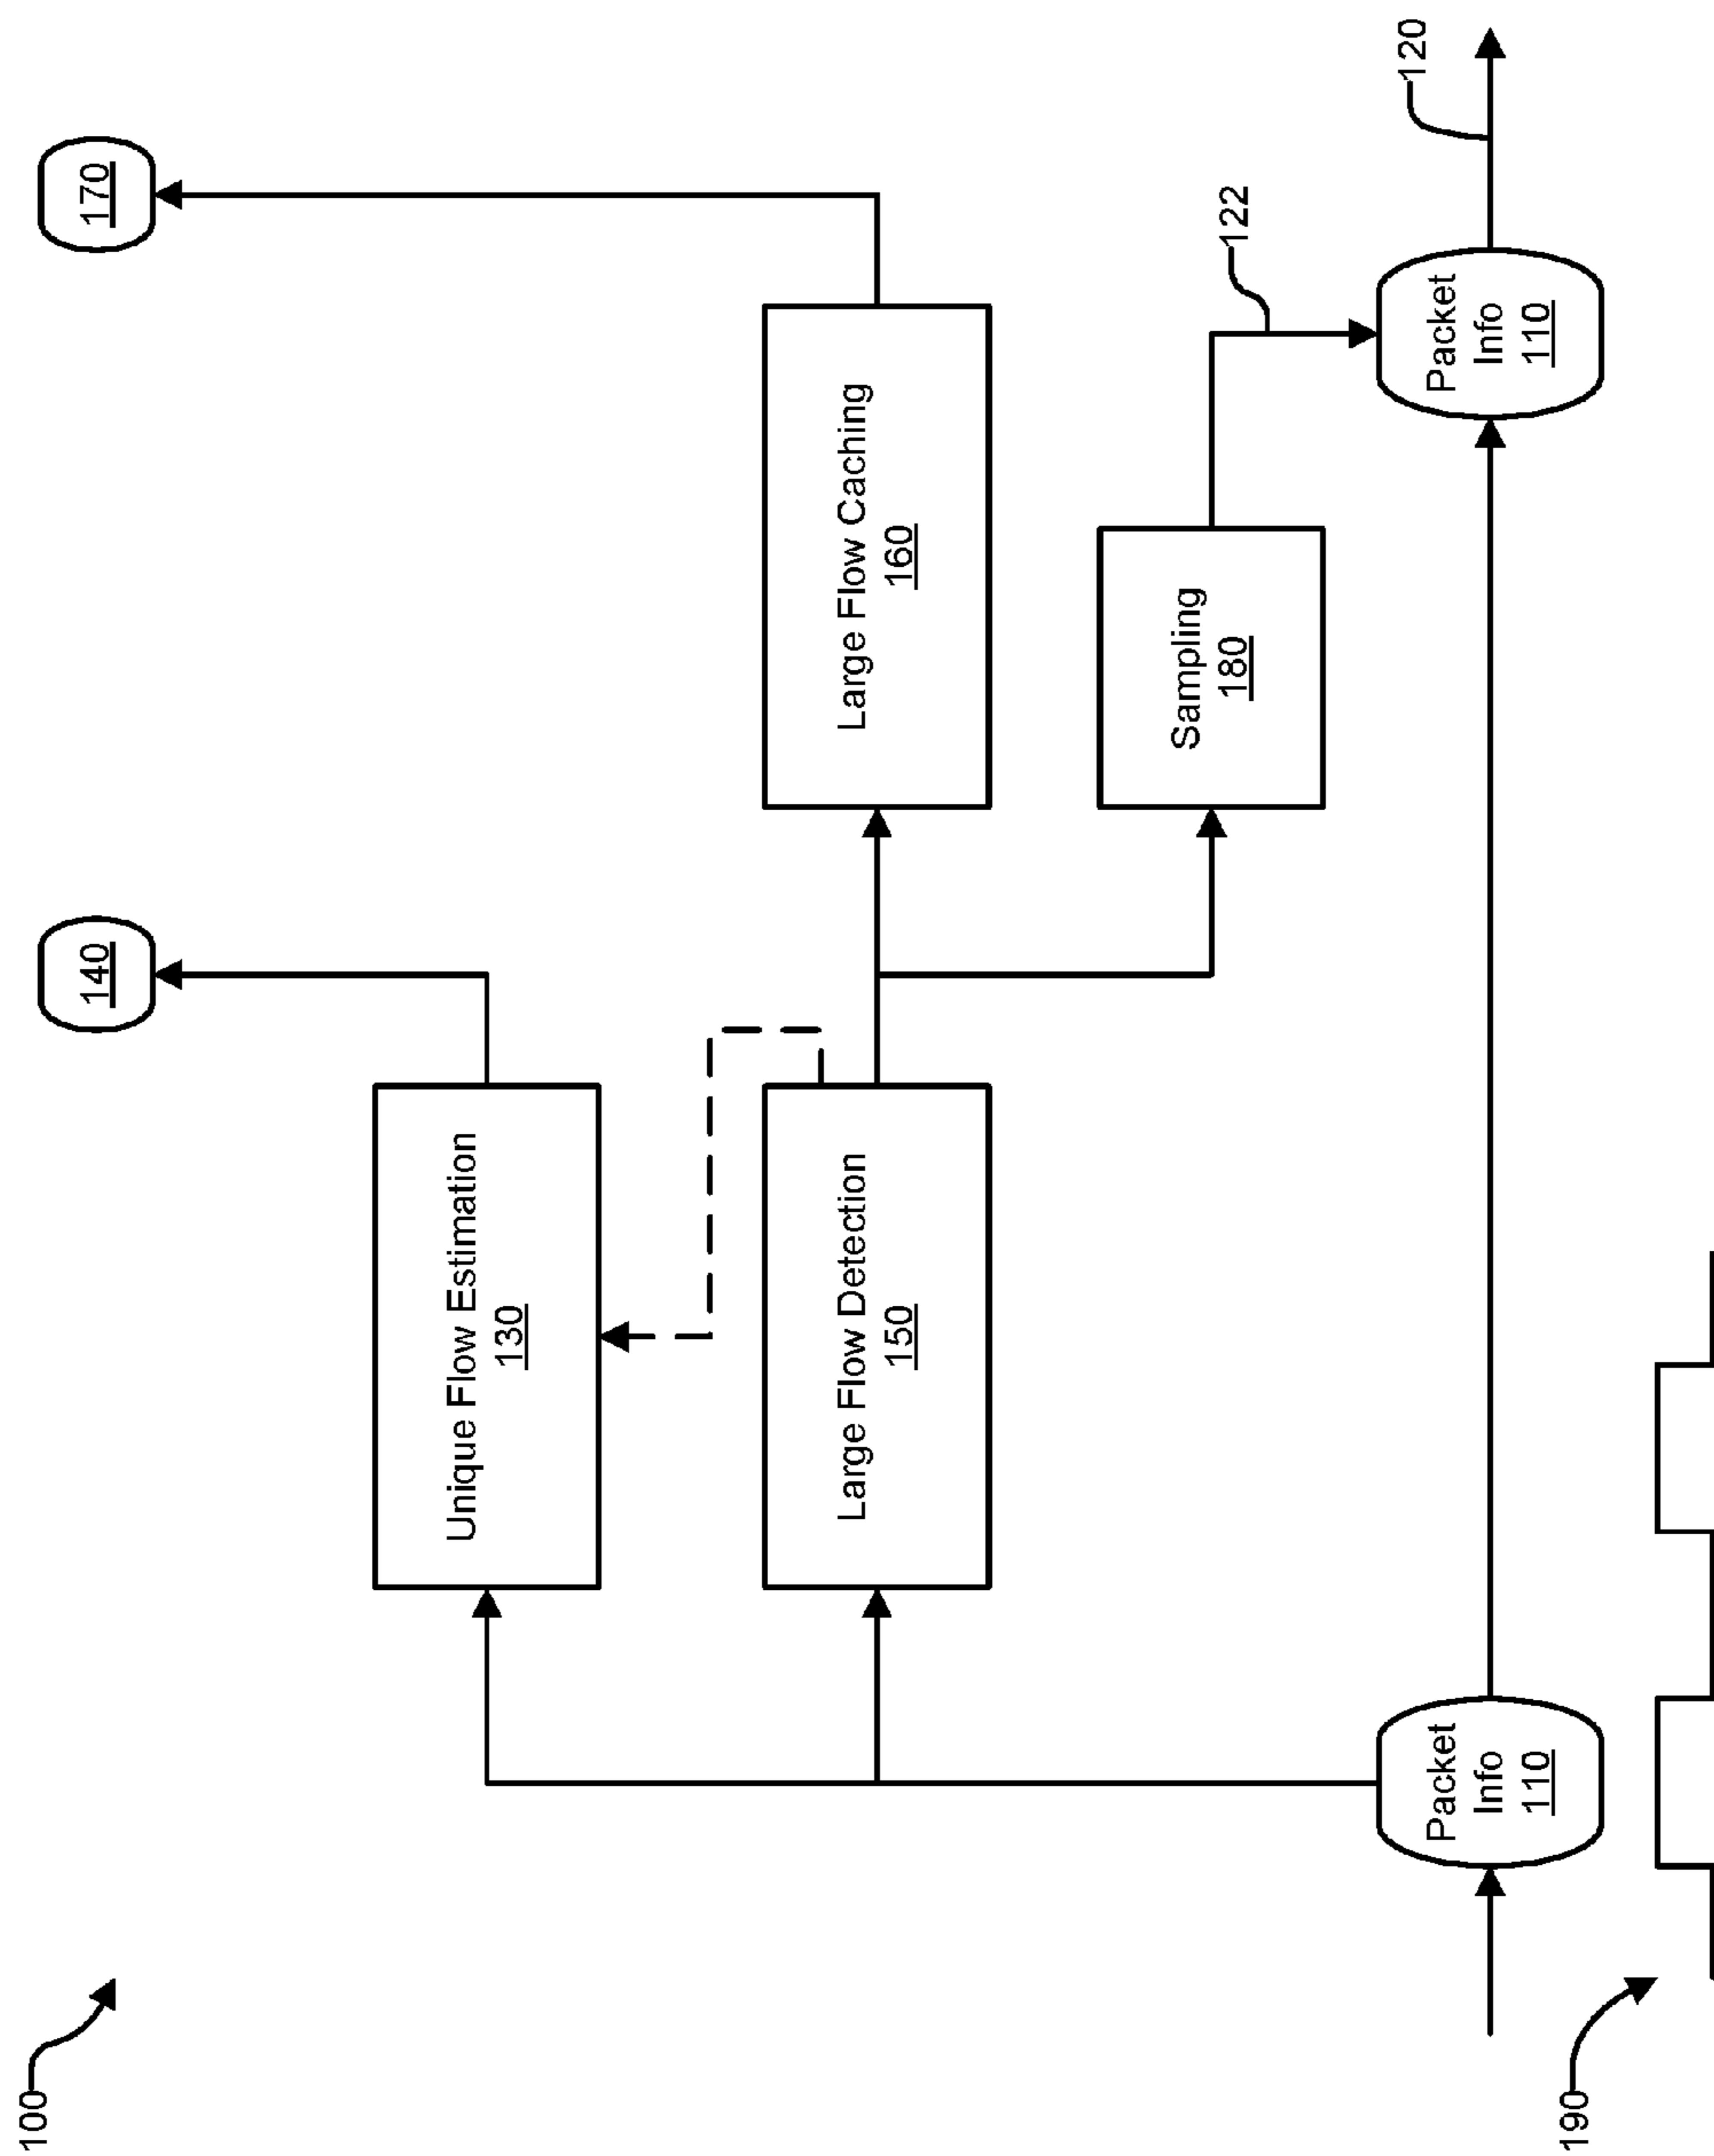 100
140
170
Unique Flow Estimation
130
Large Flow Detection
150
Large Flow Caching
160
Sampling
180
122
120
Packet
Info
110
Packet
Info
110
190